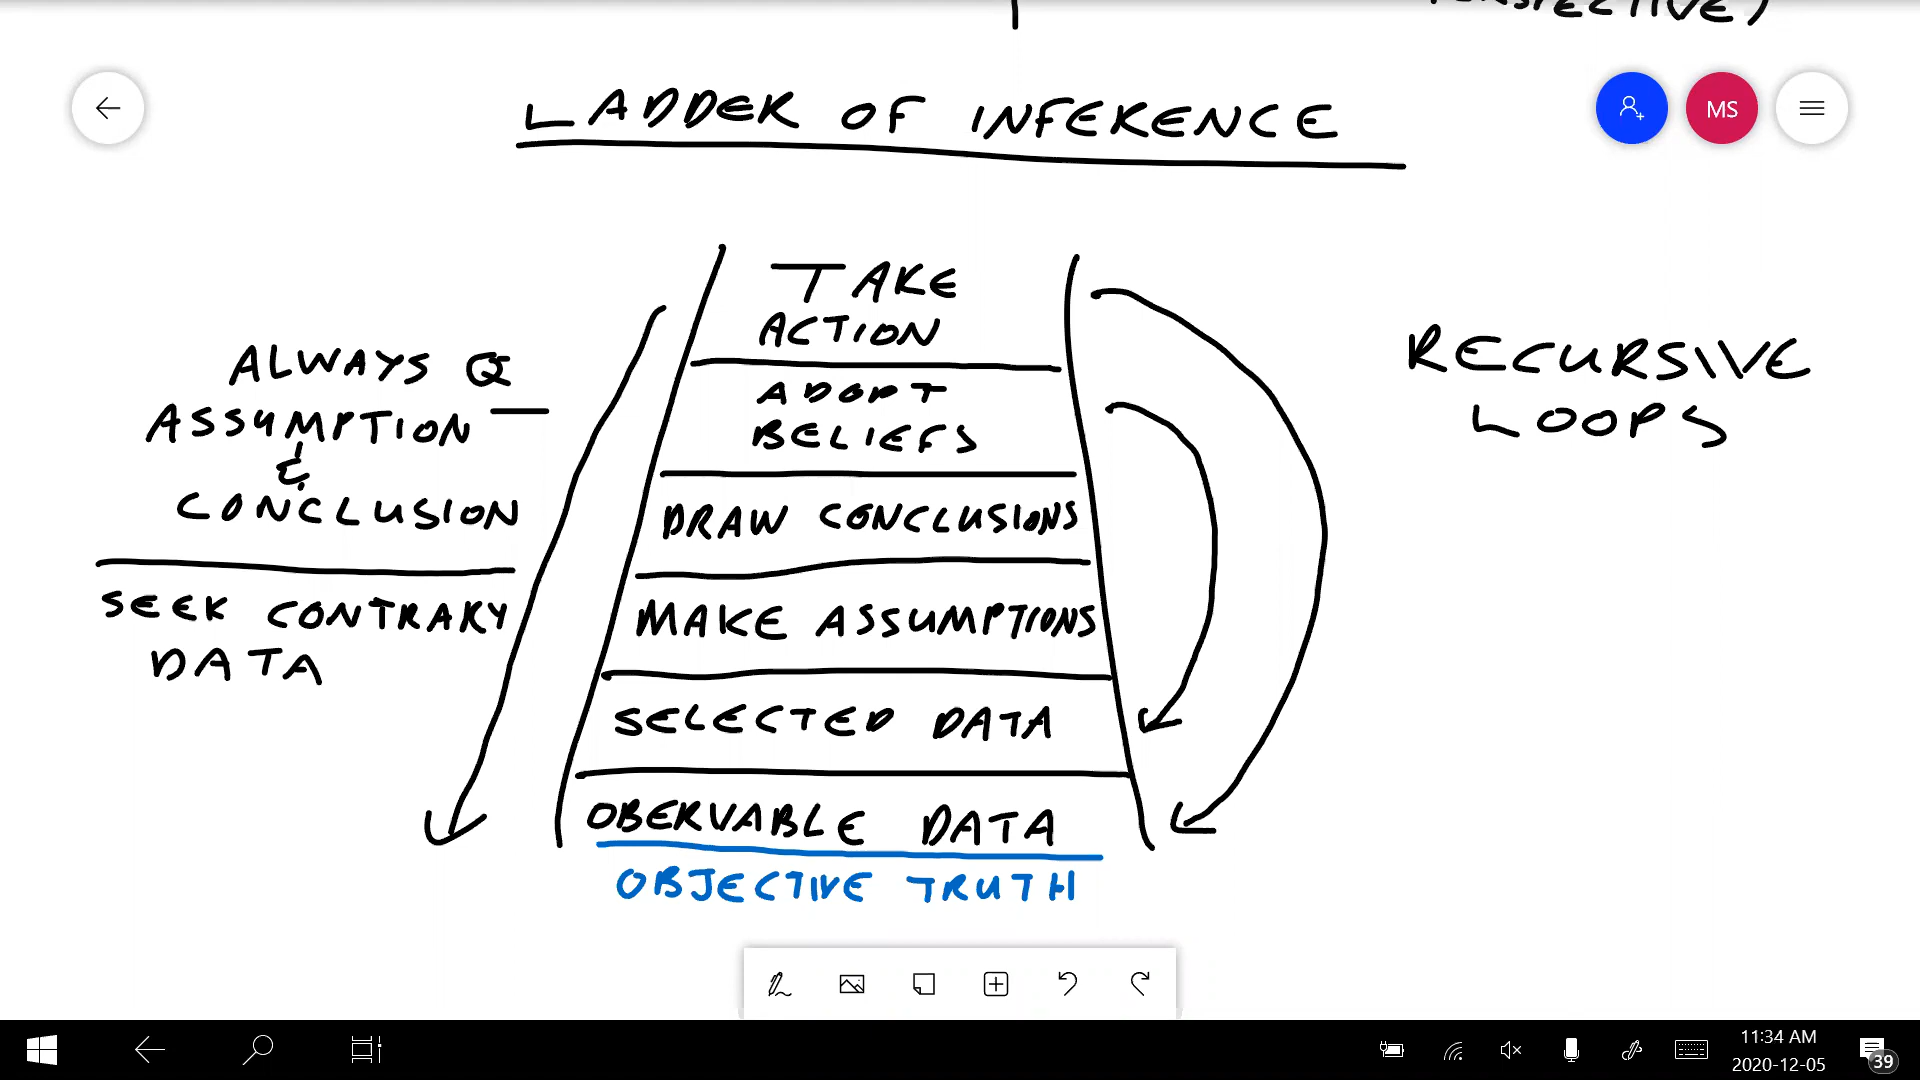 PERSPECTIVE)
LADDER OF INFERENCE
MS
TAKE
ACTION
ADOPT
BELIEFS
DRAW CONCLUSIONS
MAKE ASSUMPTIONS
SELECTED DATA
OBERVABLE DATA
OBJECTIVE TRUTH
ALWAYS Q
ASSUMPTION
&
CONCLUSION
SEEK CONTRARY
DATA
RECURSIVE
LOOPS
11:34 AM
2020-12-05
39